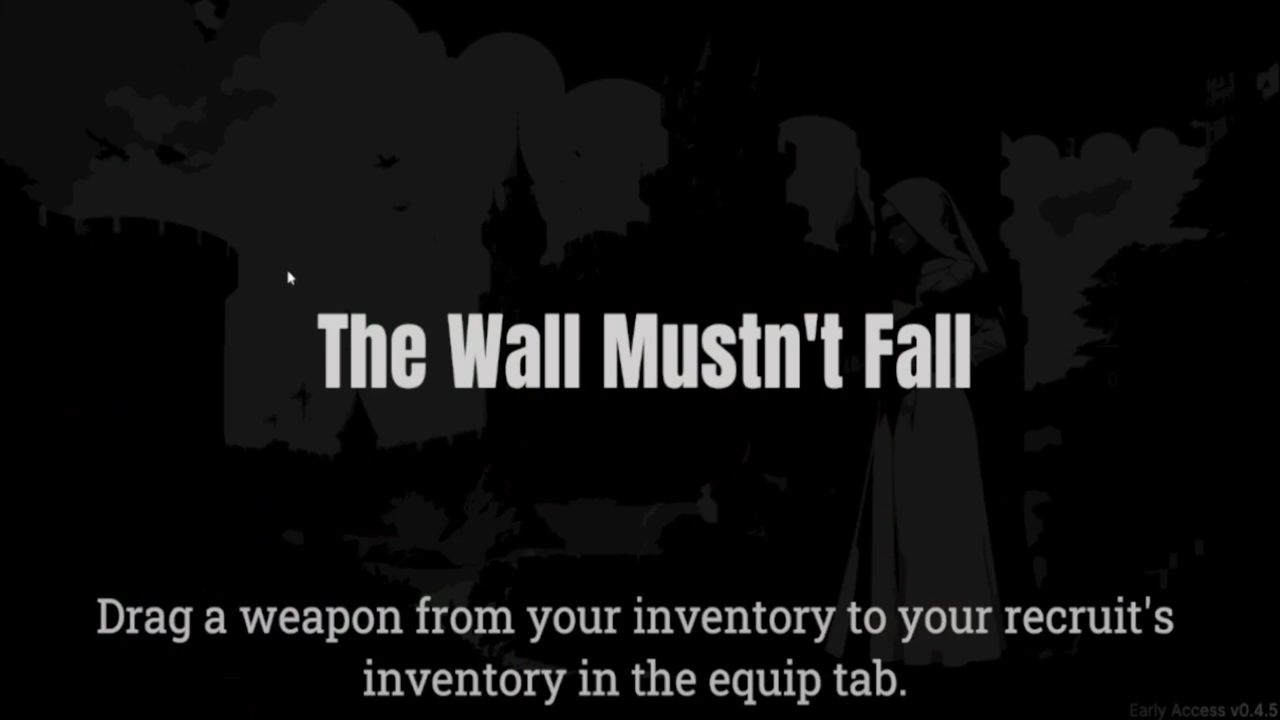 The Wall Mustn't Fall
Drag a weapon from your inventory to your recruit's
inventory in the equip tab.
Early Access v0.4.5